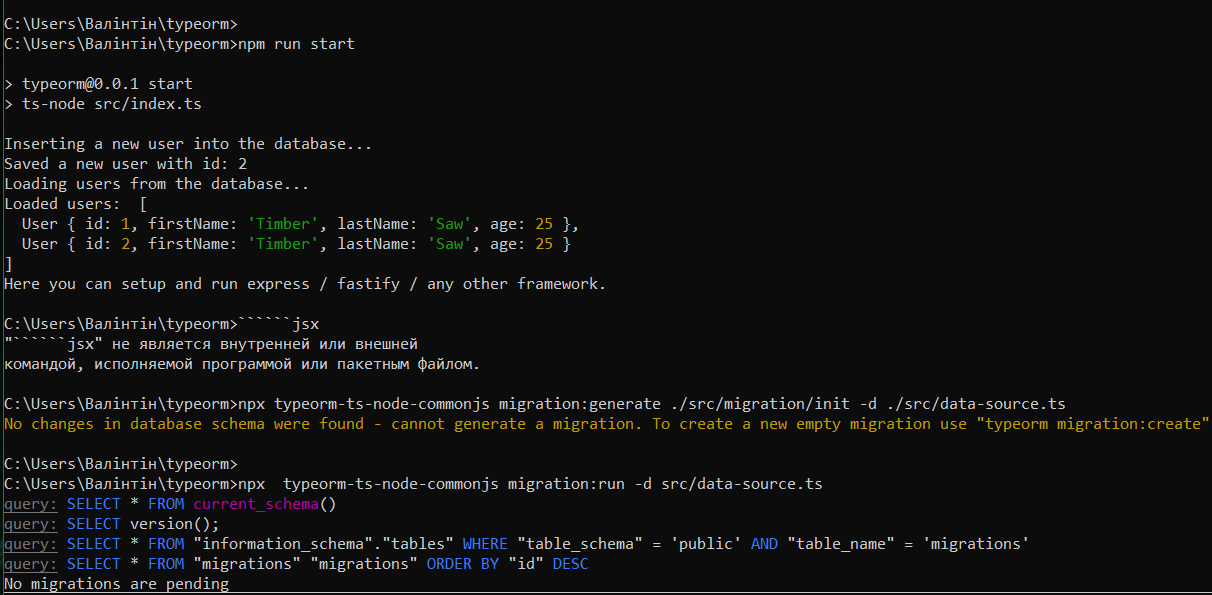 C:\Users\Валінтін\typeorm>
C:\Users\Валінтін\typeorm>npm run start
> typeorm@0.0.1 start
> ts-node src/index.ts
Inserting a new user into the database...
Saved a new user with id: 2
Loading users from the database...
Loaded users:  [
  User { id: 1, firstName: 'Timber', lastName: 'Saw', age: 25 },
  User { id: 2, firstName: 'Timber', lastName: 'Saw', age: 25 }
]
Here you can setup and run express / fastify / any other framework.
C:\Users\Валінтін\typeorm>``````jsx
"``````jsx" не является внутренней или внешней
командой, исполняемой программой или пакетным файлом.
C:\Users\Валінтін\typeorm>npx typeorm-ts-node-commonjs migration:generate ./src/migration/init -d ./src/data-source.ts
No changes in database schema were found - cannot generate a migration. To create a new empty migration use "typeorm migration:create"
C:\Users\Валінтін\typeorm>
C:\Users\Валінтін\typeorm>npx  typeorm-ts-node-commonjs migration:run -d src/data-source.ts
query: SELECT * FROM current_schema()
query: SELECT version();
query: SELECT * FROM "information_schema"."tables" WHERE "table_schema" = 'public' AND "table_name" = 'migrations'
query: SELECT * FROM "migrations" "migrations" ORDER BY "id" DESC
No migrations are pending